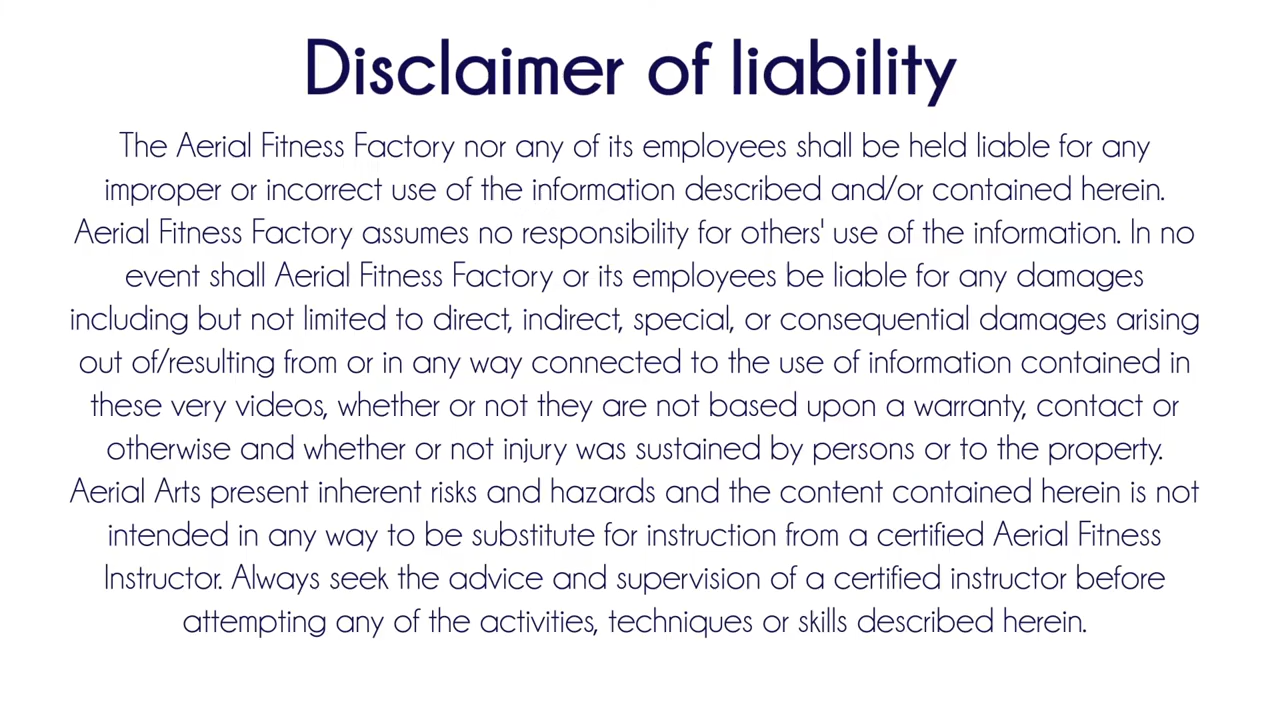 Disclaimer of liability
The Aerial Fitness Factory nor any of its employees shall be held liable for any
improper or incorrect use of the information described and/or contained herein.
Aerial Fitness Factory assumes no responsibility for others' use of the information. In no
event shall Aerial Fitness Factory or its employees be liable for any damages
including but not limited to direct, indirect, special, or consequential damages arising
out of/resulting from or in any way connected to the use of information contained in
these very videos, whether or not they are not based upon a warranty, contact or
otherwise and whether or not injury was sustained by persons or to the property.
Aerial Arts present inherent risks and hazards and the content contained herein is not
intended in any way to be substitute for instruction from a certified Aerial Fitness
Instructor. Always seek the advice and supervision of a certified instructor before
attempting any of the activities, techniques or skills described herein.